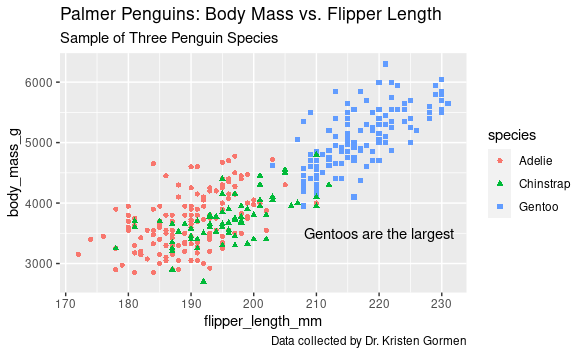 Palmer Penguins: Body Mass vs. Flipper Length
Sample of Three Penguin Species
6000
5000
4000
3000
body_mass_g
Gentoos are the largest
170 180 190 200 210 220 230
flipper_length_mm
species
Adelie
Chinstrap
Gentoo
Data collected by Dr. Kristen Gormen